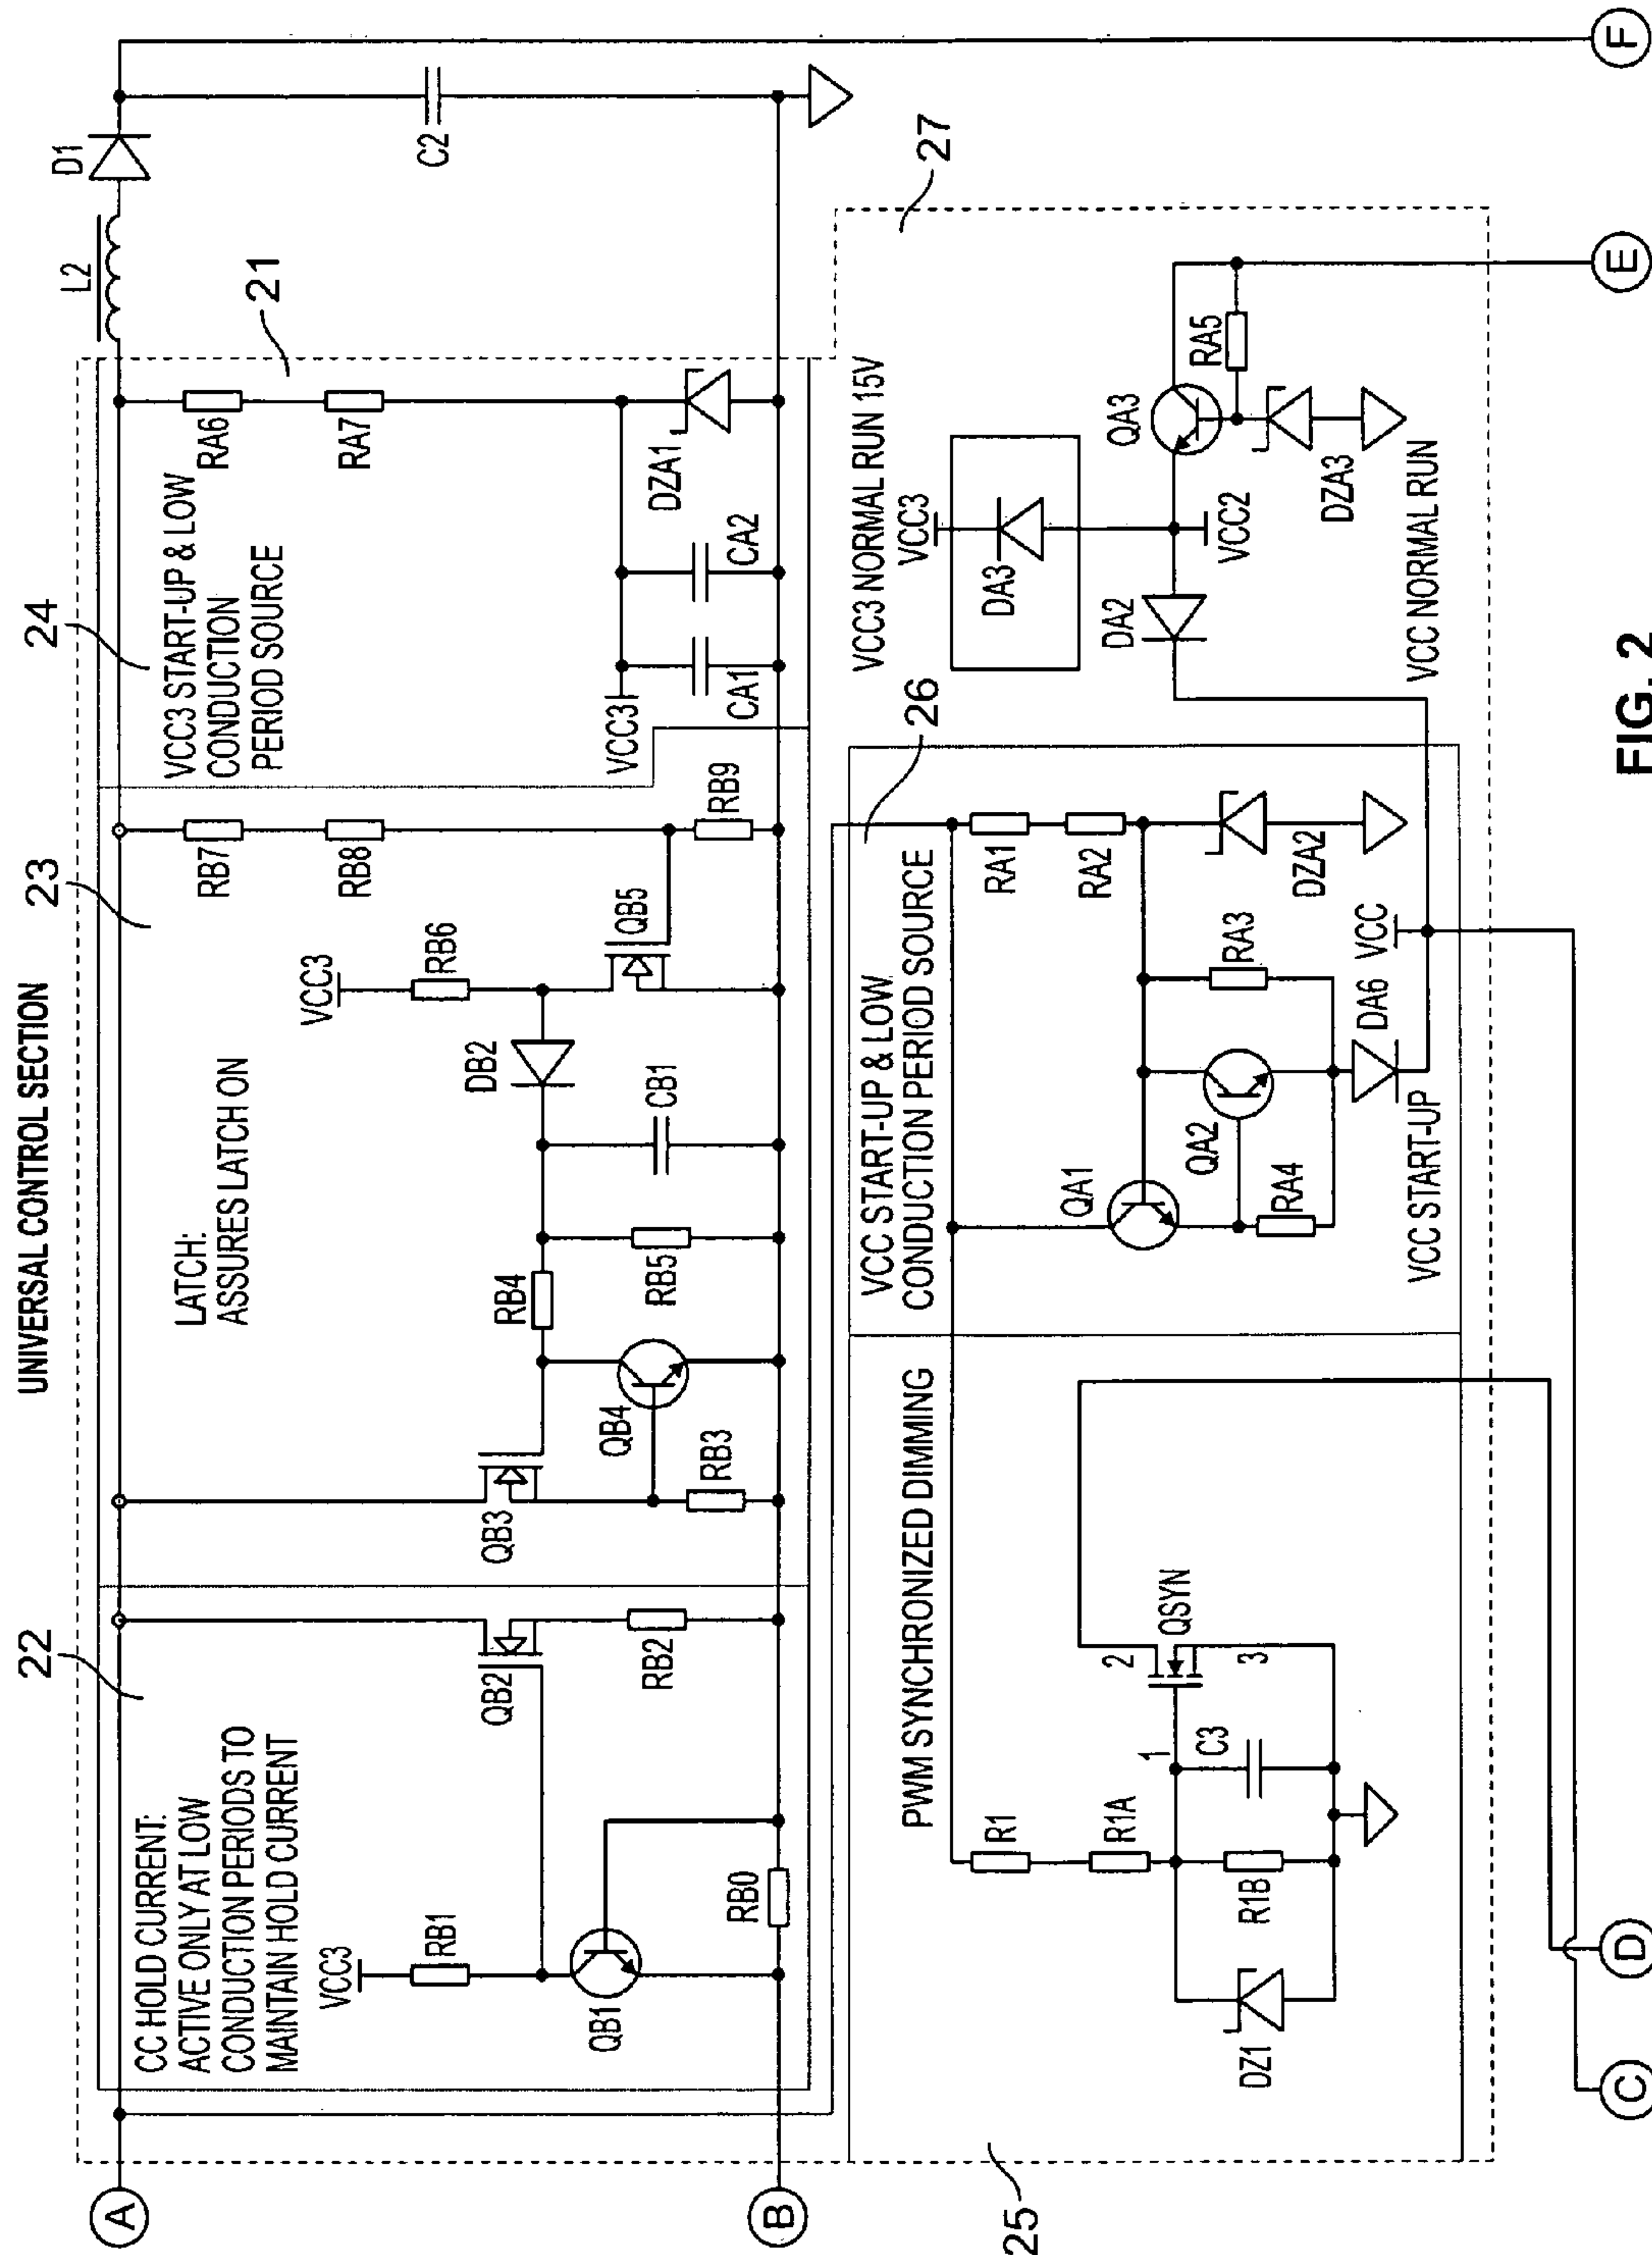 UNIVERSAL CONTROL SECTION
22
23
24
21
27
26
25
A
B
C
D
E
F
CC HOLD CURRENT:
ACTIVE ONLY AT LOW
CONDUCTION PERIODS TO
MAINTAIN HOLD CURRENT
VCC3
RB1
QB1
QB2
RB2
RB0
LATCH:
ASSURES LATCH ON
QB3
QB4
RB3
RB4
RB5
CB1
DB2
VCC3
RB6
QB5
RB7
RB8
RB9
VCC3 START-UP & LOW
CONDUCTION
PERIOD SOURCE
VCC3
CA1
CA2
DZA1
RA6
RA7
L2
D1
C2
PWM SYNCHRONIZED DIMMING
R1
R1A
R1B
DZ1
C3
1
2
3
QSYN
VCC START-UP & LOW
CONDUCTION PERIOD SOURCE
QA1
QA2
RA4
RA3
RA1
RA2
DZA2
DA6
VCC
VCC START-UP
VCC3 NORMAL RUN 15V
VCC3
DA3
DA2
VCC2
QA3
RA5
DZA3
VCC NORMAL RUN
FIG. 2